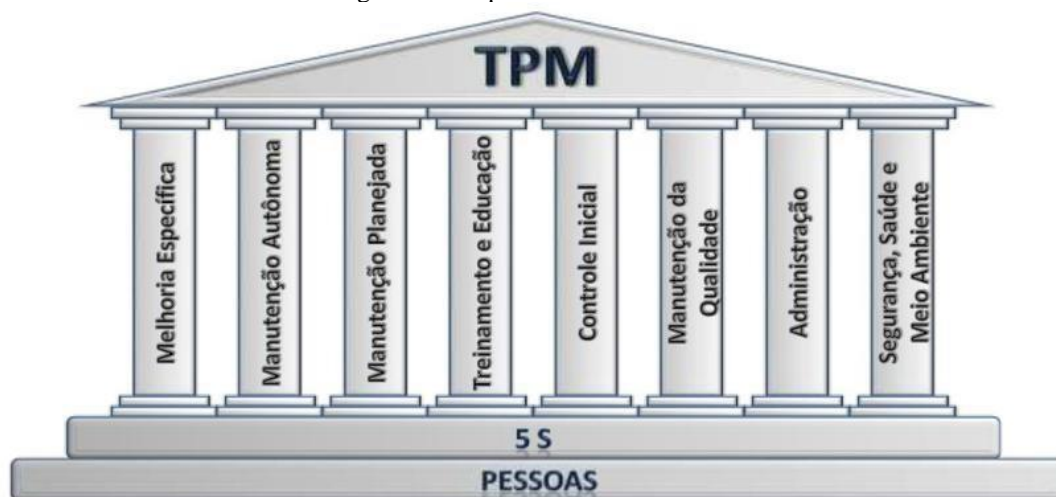 TPM
Melhoria Específica
Manutenção Autônoma
Manutenção Planejada
Treinamento e Educação
Controle Inicial
Manutenção da
Qualidade
Administração
Segurança, Saúde e
Meio Ambiente
5 S
PESSOAS